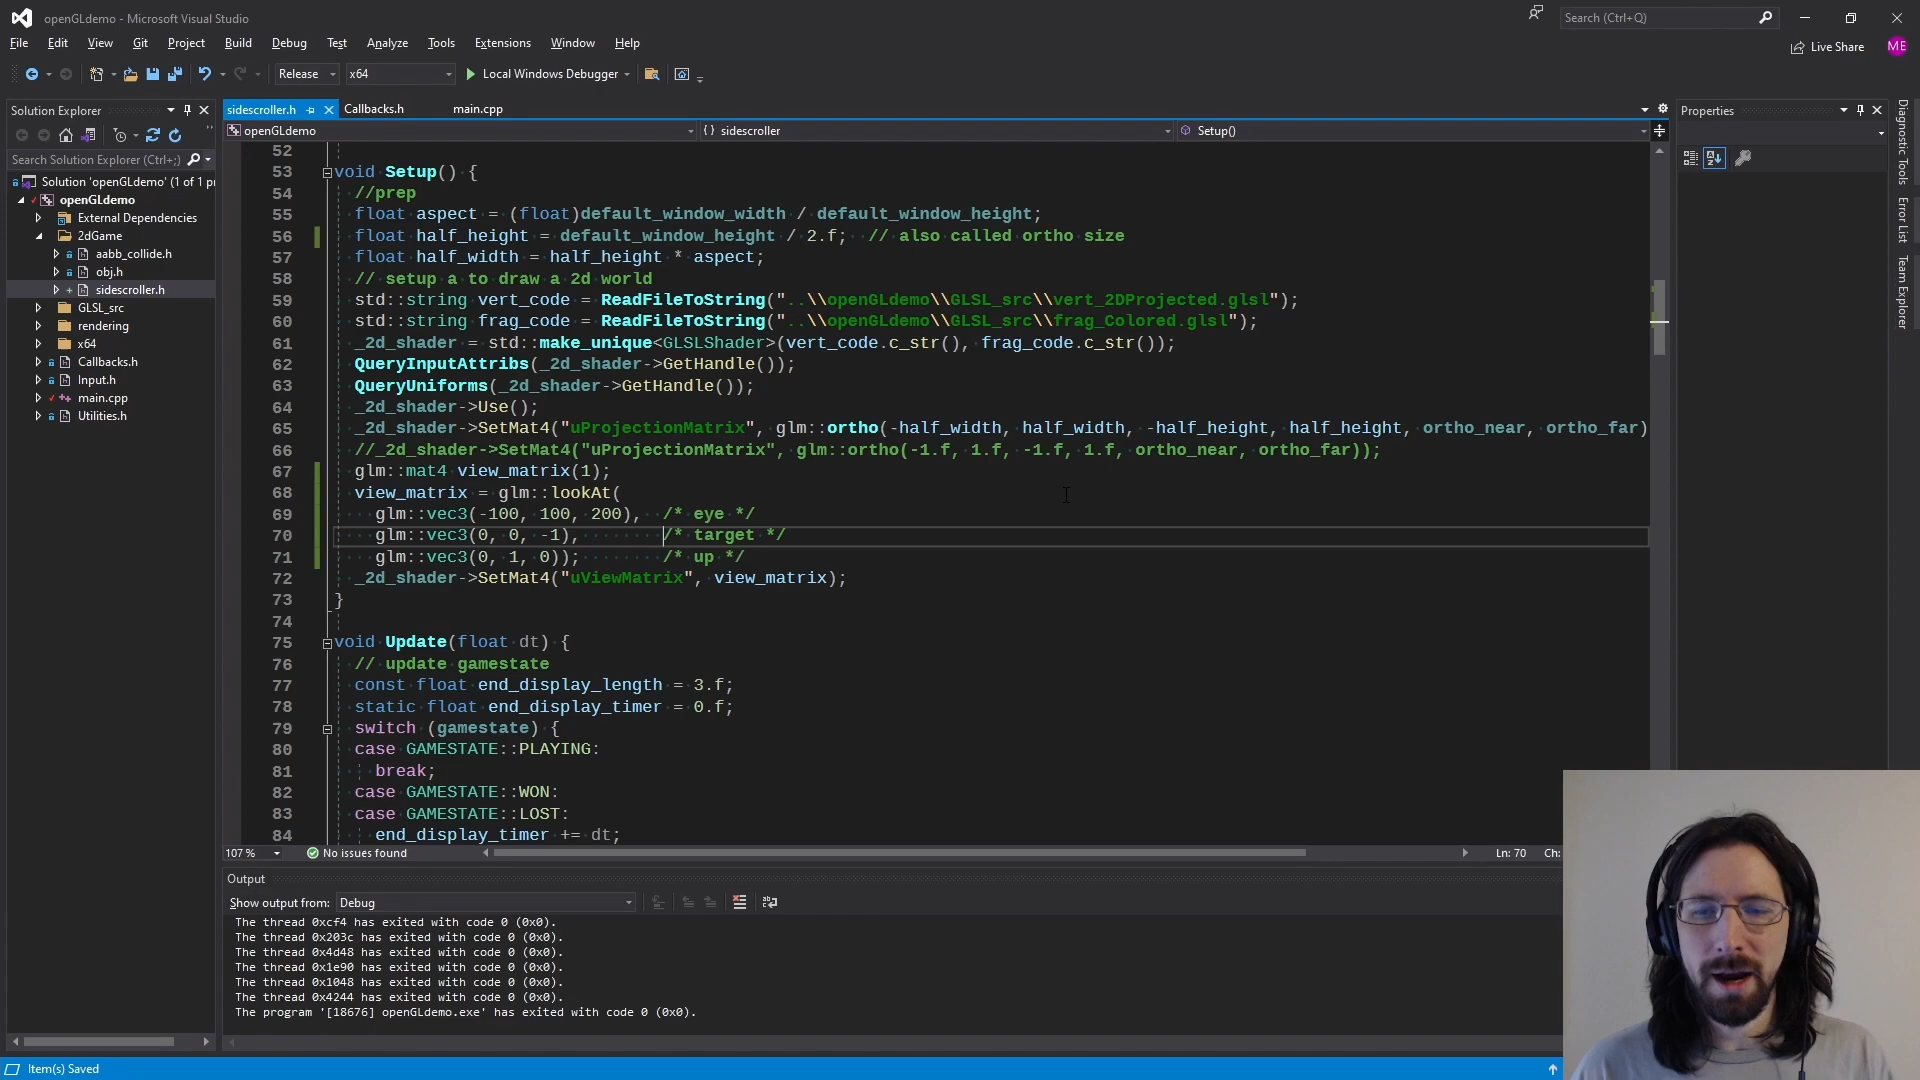 openGLdemo - Microsoft Visual Studio
Search (Ctrl+Q)
File Edit View Git Project Build Debug Test Analyze Tools Extensions Window Help
Live Share
ME
Release x64 Local Windows Debugger
Solution Explorer
Search Solution Explorer (Ctrl+;)
Solution 'openGLdemo' (1 of 1 pr
openGLdemo
External Dependencies
2dGame
aabb_collide.h
obj.h
sidescroller.h
GLSL_src
rendering
x64
Callbacks.h
Input.h
main.cpp
Utilities.h
sidescroller.h Callbacks.h main.cpp
openGLdemo { } sidescroller Setup()
52
53 void Setup() {
54 //prep
55 float aspect = (float)default_window_width / default_window_height;
56 float half_height = default_window_height / 2.f; // also called ortho size
57 float half_width = half_height * aspect;
58 // setup a to draw a 2d world
59 std::string vert_code = ReadFileToString("..\\openGLdemo\\GLSL_src\\vert_2DProjected.glsl");
60 std::string frag_code = ReadFileToString("..\\openGLdemo\\GLSL_src\\frag_Colored.glsl");
61 _2d_shader = std::make_unique<GLSLShader>(vert_code.c_str(), frag_code.c_str());
62 QueryInputAttribs(_2d_shader->GetHandle());
63 QueryUniforms(_2d_shader->GetHandle());
64 _2d_shader->Use();
65 _2d_shader->SetMat4("uProjectionMatrix", glm::ortho(-half_width, half_width, -half_height, half_height, ortho_near, ortho_far)
66 //_2d_shader->SetMat4("uProjectionMatrix", glm::ortho(-1.f, 1.f, -1.f, 1.f, ortho_near, ortho_far));
67 glm::mat4 view_matrix(1);
68 view_matrix = glm::lookAt(
69 glm::vec3(-100, 100, 200), /* eye */
70 glm::vec3(0, 0, -1), /* target */
71 glm::vec3(0, 1, 0)); /* up */
72 _2d_shader->SetMat4("uViewMatrix", view_matrix);
73 }
74
75 void Update(float dt) {
76 // update gamestate
77 const float end_display_length = 3.f;
78 static float end_display_timer = 0.f;
79 switch (gamestate) {
80 case GAMESTATE::PLAYING:
81 break;
82 case GAMESTATE::WON:
83 case GAMESTATE::LOST:
84 end_display_timer += dt;
107 % No issues found Ln: 70 Ch:
Output
Show output from: Debug
The thread 0xcf4 has exited with code 0 (0x0).
The thread 0x203c has exited with code 0 (0x0).
The thread 0x4d48 has exited with code 0 (0x0).
The thread 0x1e90 has exited with code 0 (0x0).
The thread 0x1048 has exited with code 0 (0x0).
The thread 0x4244 has exited with code 0 (0x0).
The program '[18676] openGLdemo.exe' has exited with code 0 (0x0).
Item(s) Saved
Properties
Diagnostic Tools
Error List
Team Explorer